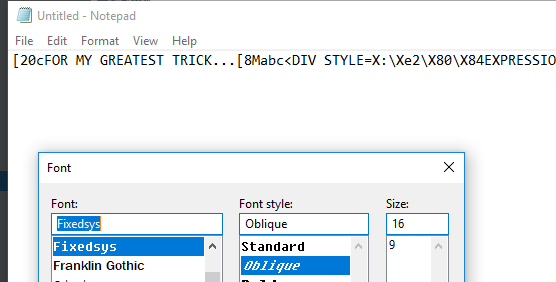 Untitled - Notepad
File Edit Format View Help
[20cFOR MY GREATEST TRICK...[8Mabc<DIV STYLE=X:\Xe2\X80\X84EXPRESSIO
Font
Font: Font style: Size:
Fixedsys Oblique 16
Fixedsys Standard 9
Franklin Gothic Oblique